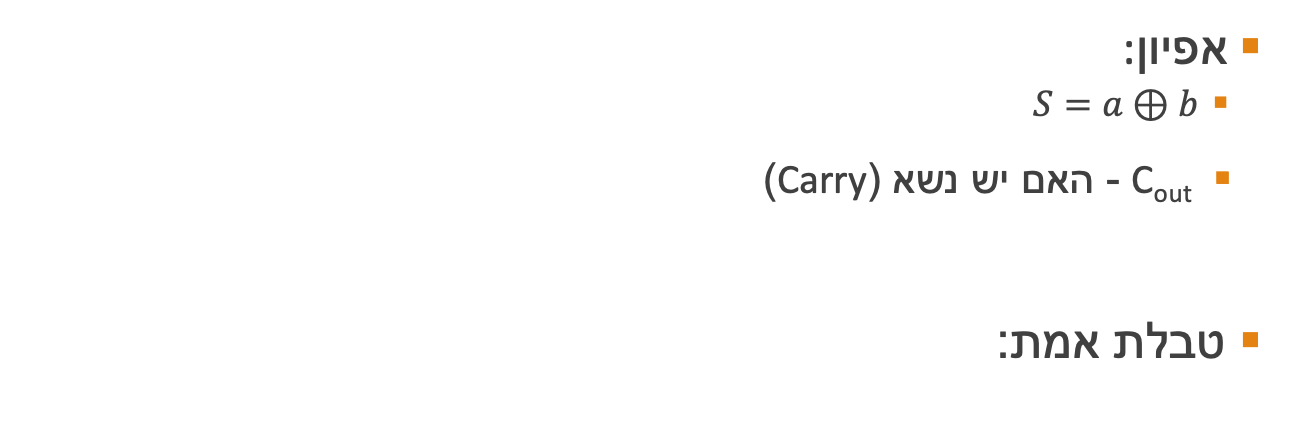 אפיון:
S = a ⊕ b
C_out - האם יש נשא (Carry)
טבלת אמת: